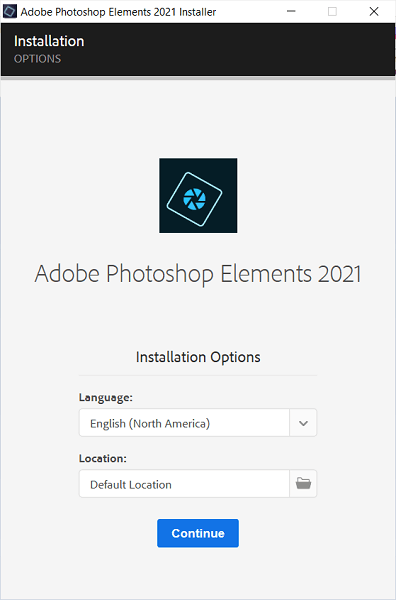 Adobe Photoshop Elements 2021 Installer
Installation
OPTIONS
Adobe Photoshop Elements 2021
Installation Options
Language:
English (North America)
Location:
Default Location
Continue